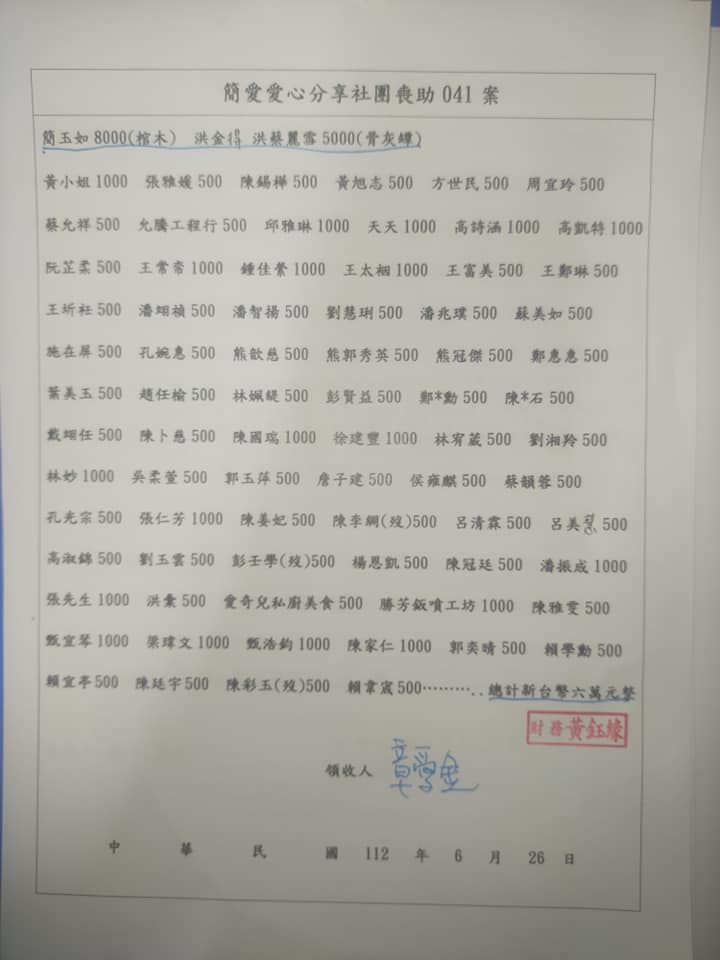 簡愛愛心分享社團喪助 041 案
簡玉如 8000(棺木) 洪金得 洪蔡麗雪 5000(骨灰罈)
黃小姐 1000 張雅媛 500 陳錫樺 500 黃旭志 500 方世民 500 周宜玲 500
蔡允祥 500 允騰工程行 500 邱雅琳 1000 天天 1000 高詩涵 1000 高凱特 1000
阮芷柔 500 王常帝 1000 鍾佳縈 1000 王太裀 1000 王富美 500 王鄭琳 500
王圻衽 500 潘翊禎 500 潘智揚 500 劉慧琍 500 潘兆璞 500 蘇美如 500
施在屏 500 孔婉惠 500 熊歆慈 500 熊郭秀英 500 熊冠傑 500 鄭惠惠 500
葉美玉 500 趙任榆 500 林姵緹 500 彭賢益 500 鄭*勳 500 陳*石 500
戴翊任 500 陳卜慈 500 陳國瑞 1000 徐建豐 1000 林宥葳 500 劉湘羚 500
林妙 1000 吳柔萱 500 郭玉萍 500 詹子建 500 侯雍麒 500 蔡韻蓉 500
孔光宗 500 張仁芳 1000 陳姜妃 500 陳李綢(歿)500 呂清霖 500 呂美 500
高淑錦 500 劉玉雲 500 彭壬學(歿)500 楊恩凱 500 陳冠廷 500 潘振成 1000
張先生 1000 洪彙 500 愛奇兒私廚美食 500 勝芳鈑噴工坊 1000 陳雅雯 500
甄宜琴 1000 梁瑋文 1000 甄浩鈞 1000 陳家仁 1000 郭奕晴 500 賴學勳 500
賴宜亭 500 陳廷宇 500 陳彩玉(歿)500 賴韋宬 500………..總計新台幣六萬元整
財務 黃鈺
領收人
中 華 民 國 112 年 6 月 26 日